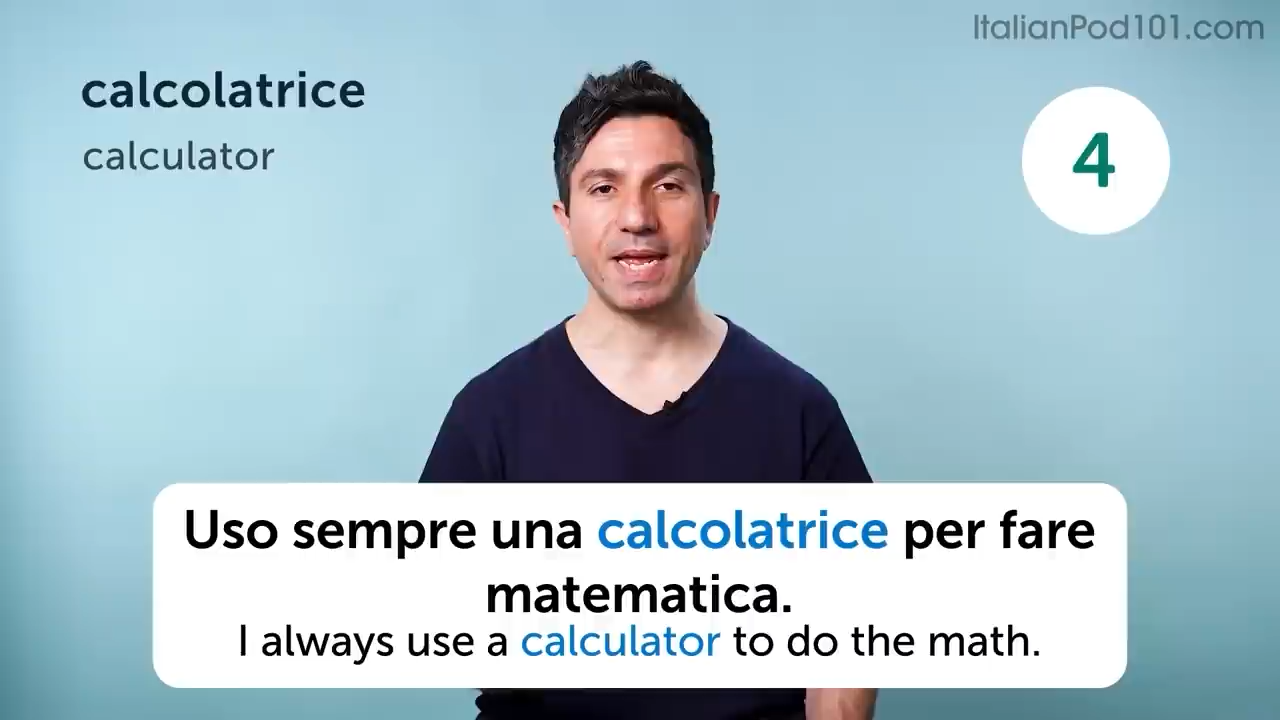 ItalianPod101.com
calcolatrice
calculator
4
Uso sempre una calcolatrice per fare
matematica.
I always use a calculator to do the math.